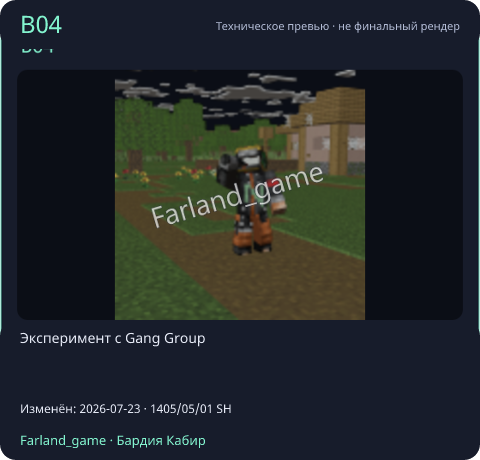 B04
Техническое превью · не финальный рендер
B04
Farland_game
Эксперимент с Gang Group
Изменён: 2026-07-23 · 1405/05/01 SH
Farland_game · Бардия Кабир